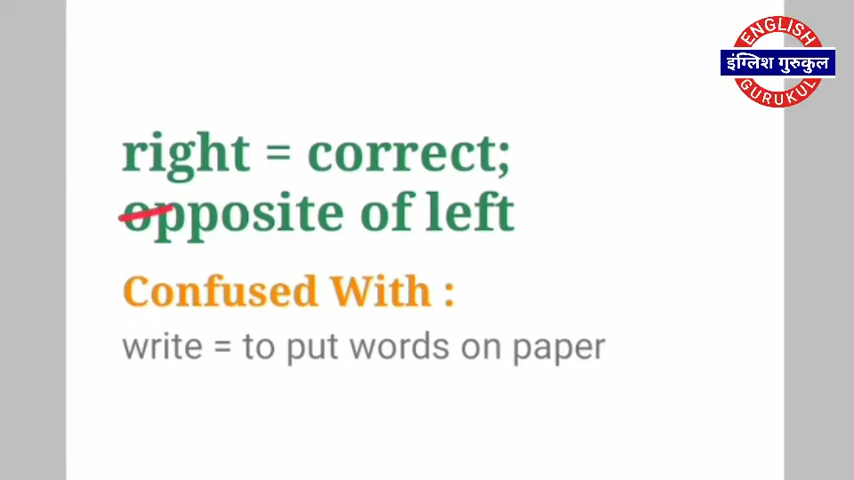 ENGLISH
इंग्लिश गुरुकुल
GURUKUL
right = correct;
opposite of left
Confused With :
write = to put words on paper